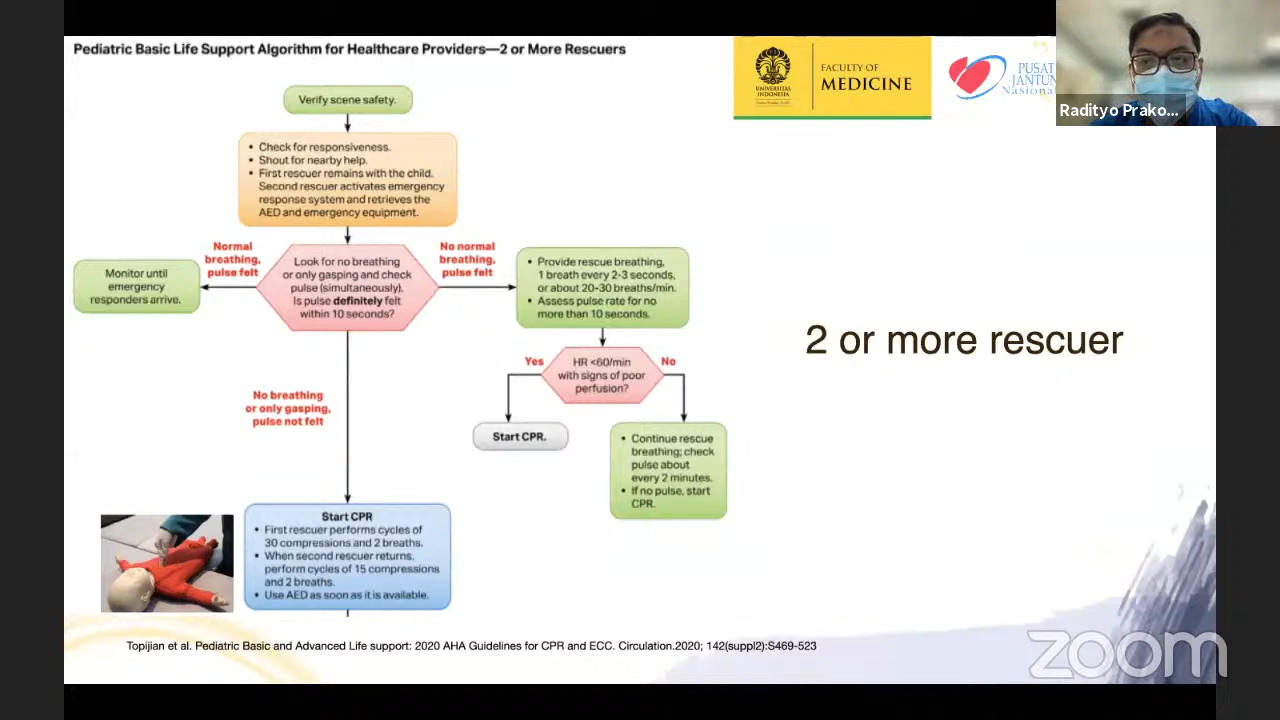 Pediatric Basic Life Support Algorithm for Healthcare Providers—2 or More Rescuers
UNIVERSITAS
INDONESIA
FACULTY OF
MEDICINE
PUSAT
JANTUN
Nasional
Radityo Prako...
Verify scene safety.
• Check for responsiveness.
• Shout for nearby help.
• First rescuer remains with the child.
Second rescuer activates emergency
response system and retrieves the
AED and emergency equipment.
Normal
breathing,
pulse felt
No normal
breathing,
pulse felt
Monitor until
emergency
responders arrive.
Look for no breathing
or only gasping and check
pulse (simultaneously).
Is pulse definitely felt
within 10 seconds?
• Provide rescue breathing,
1 breath every 2-3 seconds,
or about 20-30 breaths/min.
• Assess pulse rate for no
more than 10 seconds.
2 or more rescuer
Yes
HR <60/min
with signs of poor
perfusion?
No
No breathing
or only gasping,
pulse not felt
Start CPR.
• Continue rescue
breathing; check
pulse about
every 2 minutes.
• If no pulse, start
CPR.
Start CPR
• First rescuer performs cycles of
30 compressions and 2 breaths.
• When second rescuer returns,
perform cycles of 15 compressions
and 2 breaths.
• Use AED as soon as it is available.
Topijian et al. Pediatric Basic and Advanced Life support: 2020 AHA Guidelines for CPR and ECC. Circulation.2020; 142(suppl2):S469-523
zoom